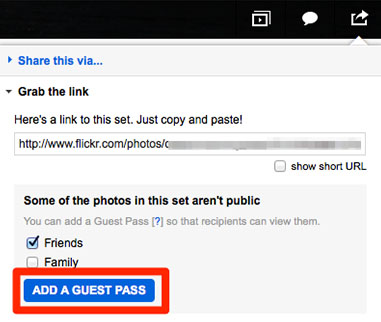 Share this via...
Grab the link
Here's a link to this set. Just copy and paste!
http://www.flickr.com/photos/
show short URL
Some of the photos in this set aren't public
You can add a Guest Pass [?] so that recipients can view them.
Friends
Family
ADD A GUEST PASS